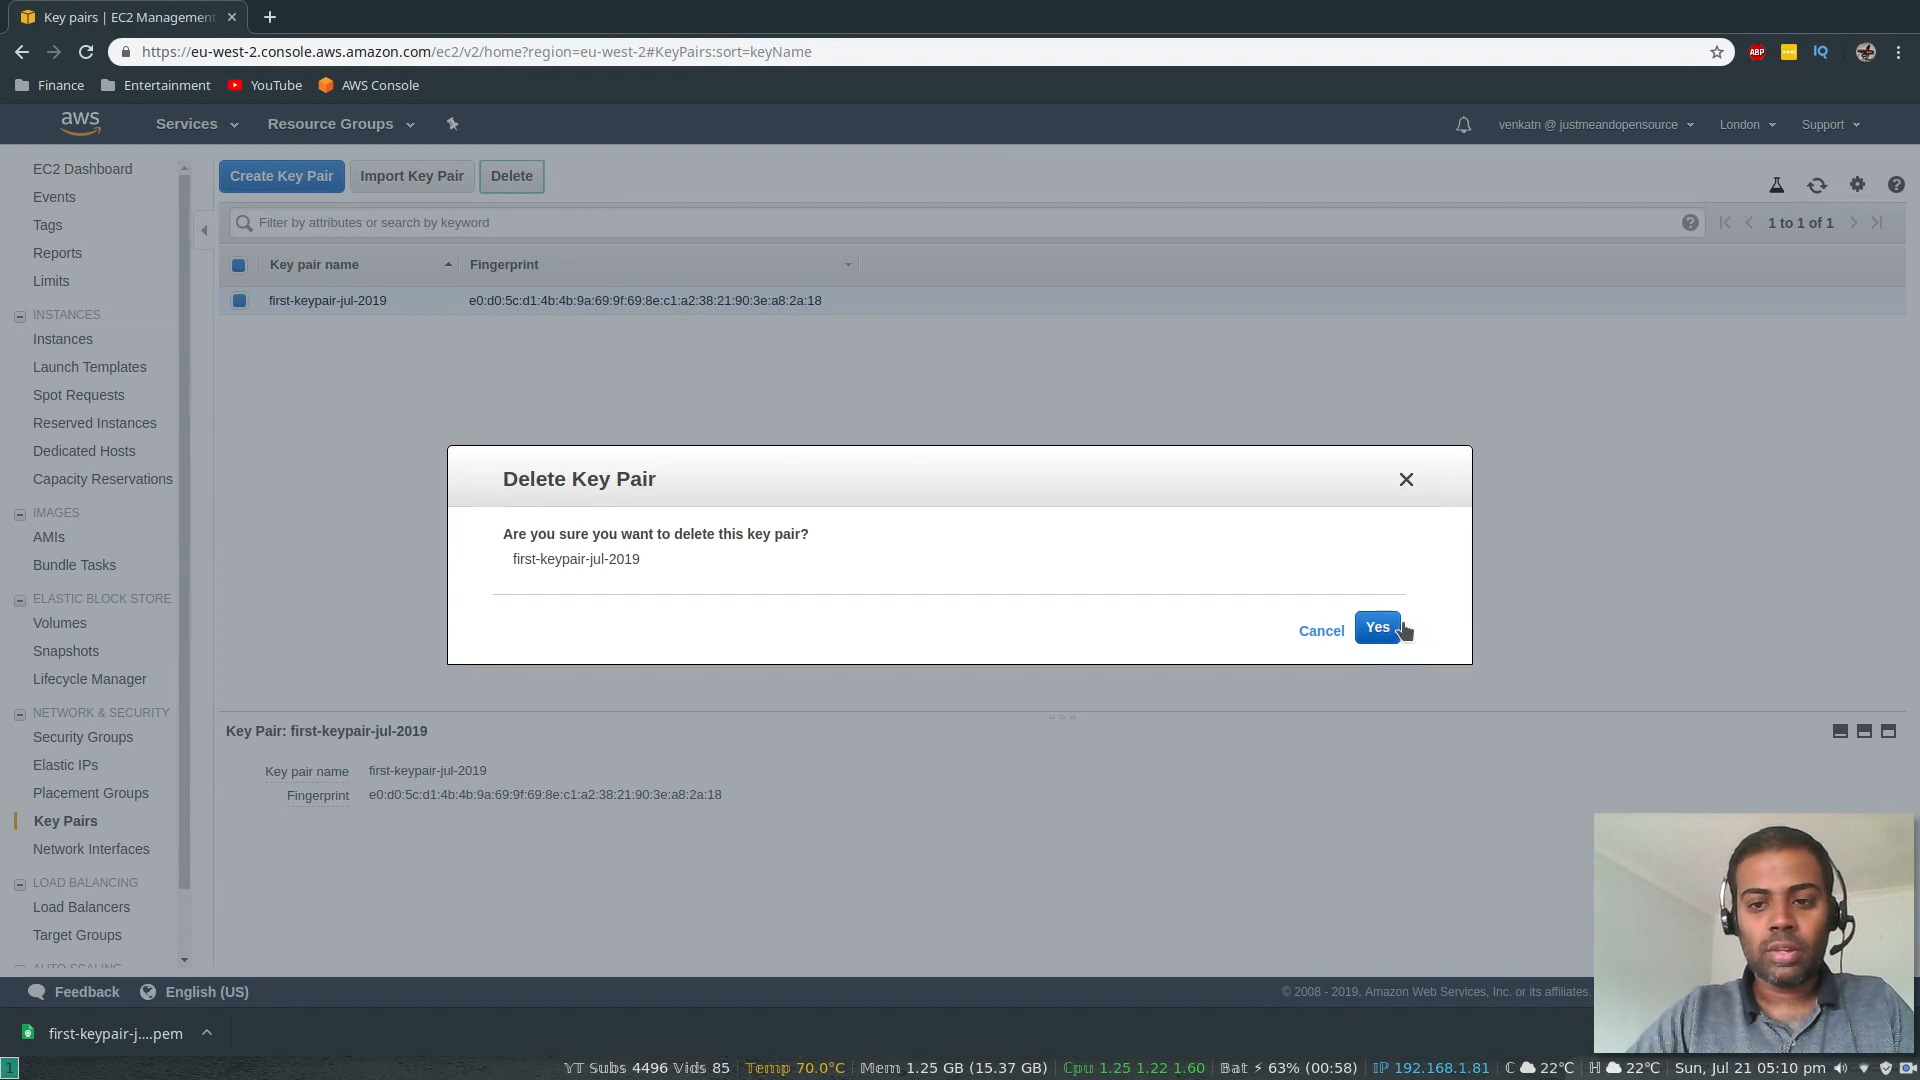 Key pairs | EC2 Management
https://eu-west-2.console.aws.amazon.com/ec2/v2/home?region=eu-west-2#KeyPairs:sort=keyName
ABP
IQ
Finance
Entertainment
YouTube
AWS Console
aws
Services
Resource Groups
venkatn @ justmeandopensource
London
Support
EC2 Dashboard
Events
Tags
Reports
Limits
INSTANCES
Instances
Launch Templates
Spot Requests
Reserved Instances
Dedicated Hosts
Capacity Reservations
IMAGES
AMIs
Bundle Tasks
ELASTIC BLOCK STORE
Volumes
Snapshots
Lifecycle Manager
NETWORK & SECURITY
Security Groups
Elastic IPs
Placement Groups
Key Pairs
Network Interfaces
LOAD BALANCING
Load Balancers
Target Groups
AUTO SCALING
Create Key Pair
Import Key Pair
Delete
Filter by attributes or search by keyword
1 to 1 of 1
Key pair name
Fingerprint
first-keypair-jul-2019
e0:d0:5c:d1:4b:4b:9a:69:9f:69:8e:c1:a2:38:21:90:3e:a8:2a:18
Delete Key Pair
Are you sure you want to delete this key pair?
first-keypair-jul-2019
Cancel
Yes
Key Pair: first-keypair-jul-2019
Key pair name
first-keypair-jul-2019
Fingerprint
e0:d0:5c:d1:4b:4b:9a:69:9f:69:8e:c1:a2:38:21:90:3e:a8:2a:18
Feedback
English (US)
© 2008 - 2019, Amazon Web Services, Inc. or its affiliates.
first-keypair-j....pem
1
YT Subs 4496 Vids 85
Temp 70.0°C
Mem 1.25 GB (15.37 GB)
Cpu 1.25 1.22 1.60
Bat ⚡ 63% (00:58)
IP 192.168.1.81
C 22°C
H 22°C
Sun, Jul 21 05:10 pm